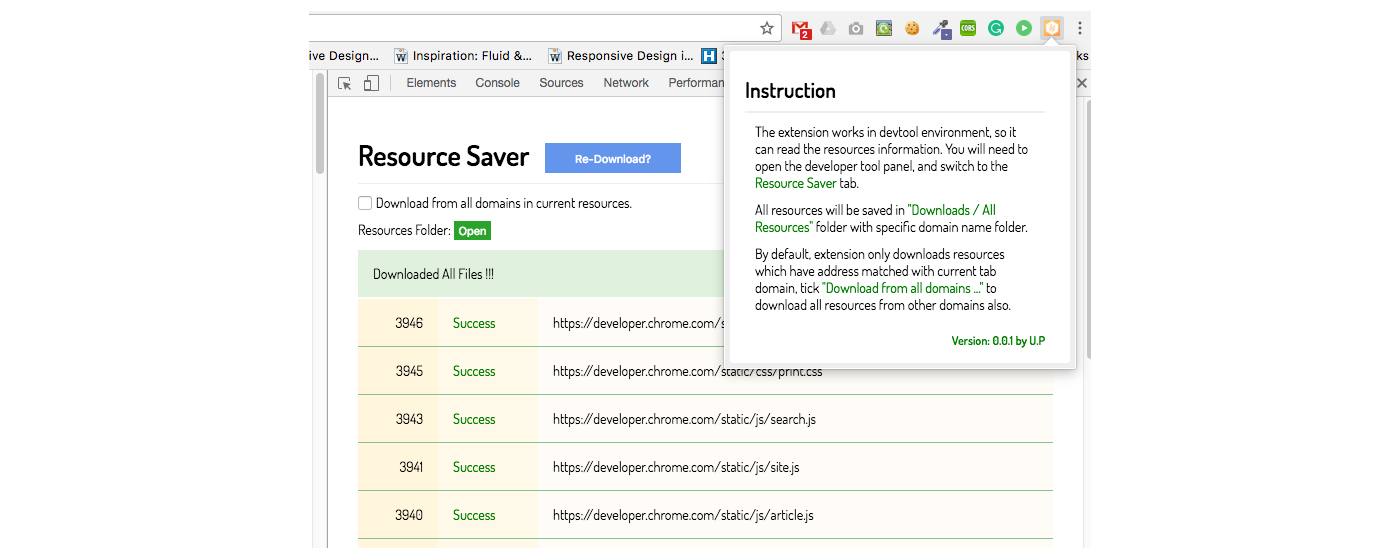 2
CORS
ive Design...
Inspiration: Fluid &...
Responsive Design i...
H
ks
Elements Console Sources Network Performan
Instruction
The extension works in devtool environment, so it
can read the resources information. You will need to
open the developer tool panel, and switch to the
Resource Saver tab.
All resources will be saved in "Downloads / All
Resources" folder with specific domain name folder.
By default, extension only downloads resources
which have address matched with current tab
domain, tick "Download from all domains ..." to
download all resources from other domains also.
Version: 0.0.1 by U.P
Resource Saver
Re-Download?
Download from all domains in current resources.
Resources Folder: Open
Downloaded All Files !!!
3946 Success https://developer.chrome.com/s
3945 Success https://developer.chrome.com/static/css/print.css
3943 Success https://developer.chrome.com/static/js/search.js
3941 Success https://developer.chrome.com/static/js/site.js
3940 Success https://developer.chrome.com/static/js/article.js